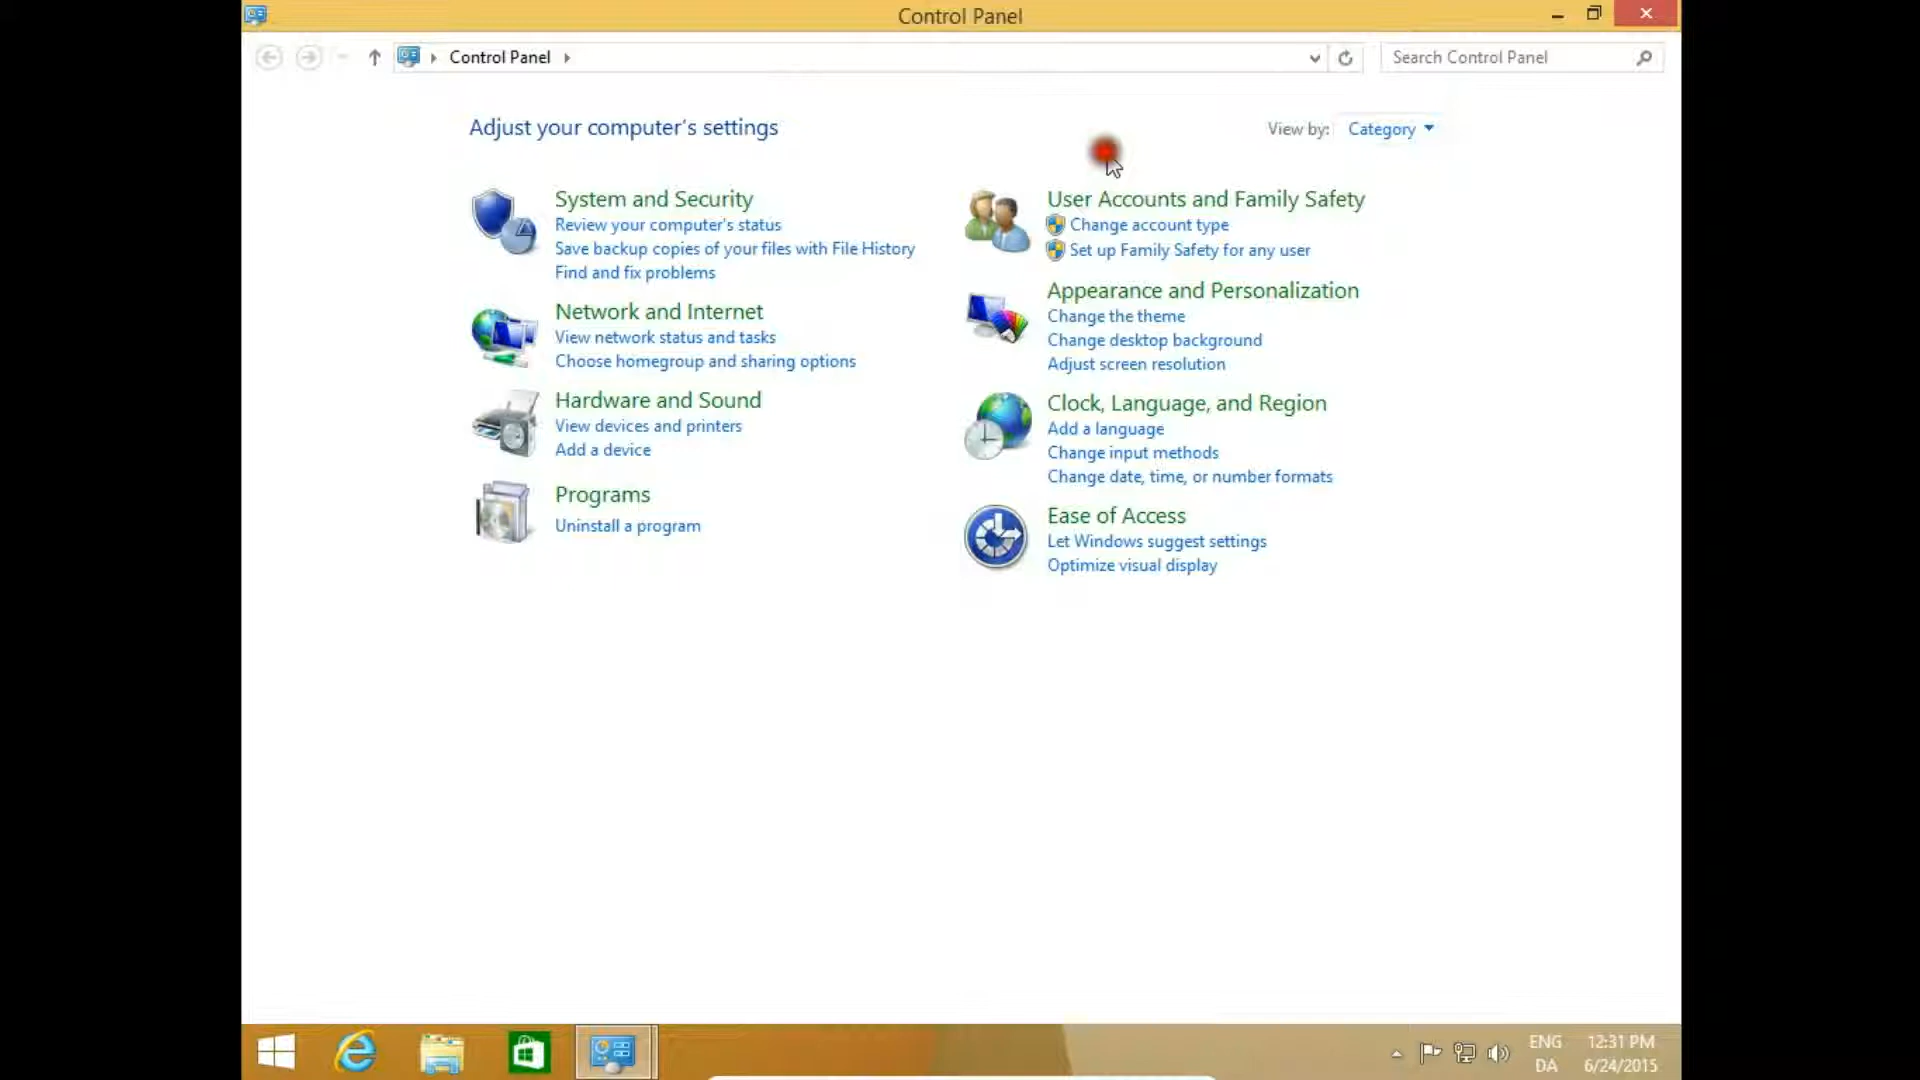 Control Panel
Control Panel
Search Control Panel
Adjust your computer's settings
View by: Category
System and Security
Review your computer's status
Save backup copies of your files with File History
Find and fix problems
Network and Internet
View network status and tasks
Choose homegroup and sharing options
Hardware and Sound
View devices and printers
Add a device
Programs
Uninstall a program
User Accounts and Family Safety
Change account type
Set up Family Safety for any user
Appearance and Personalization
Change the theme
Change desktop background
Adjust screen resolution
Clock, Language, and Region
Add a language
Change input methods
Change date, time, or number formats
Ease of Access
Let Windows suggest settings
Optimize visual display
ENG 12:31 PM
DA 6/24/2015